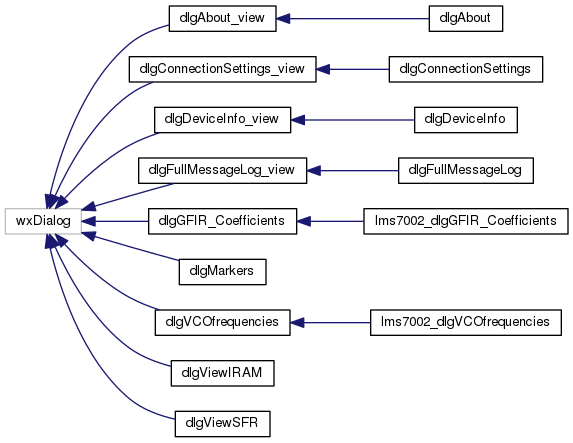 dlgAbout_view
dlgAbout
dlgConnectionSettings_view
dlgConnectionSettings
dlgDeviceInfo_view
dlgDeviceInfo
dlgFullMessageLog_view
dlgFullMessageLog
wxDialog
dlgGFIR_Coefficients
lms7002_dlgGFIR_Coefficients
dlgMarkers
dlgVCOfrequencies
lms7002_dlgVCOfrequencies
dlgViewIRAM
dlgViewSFR